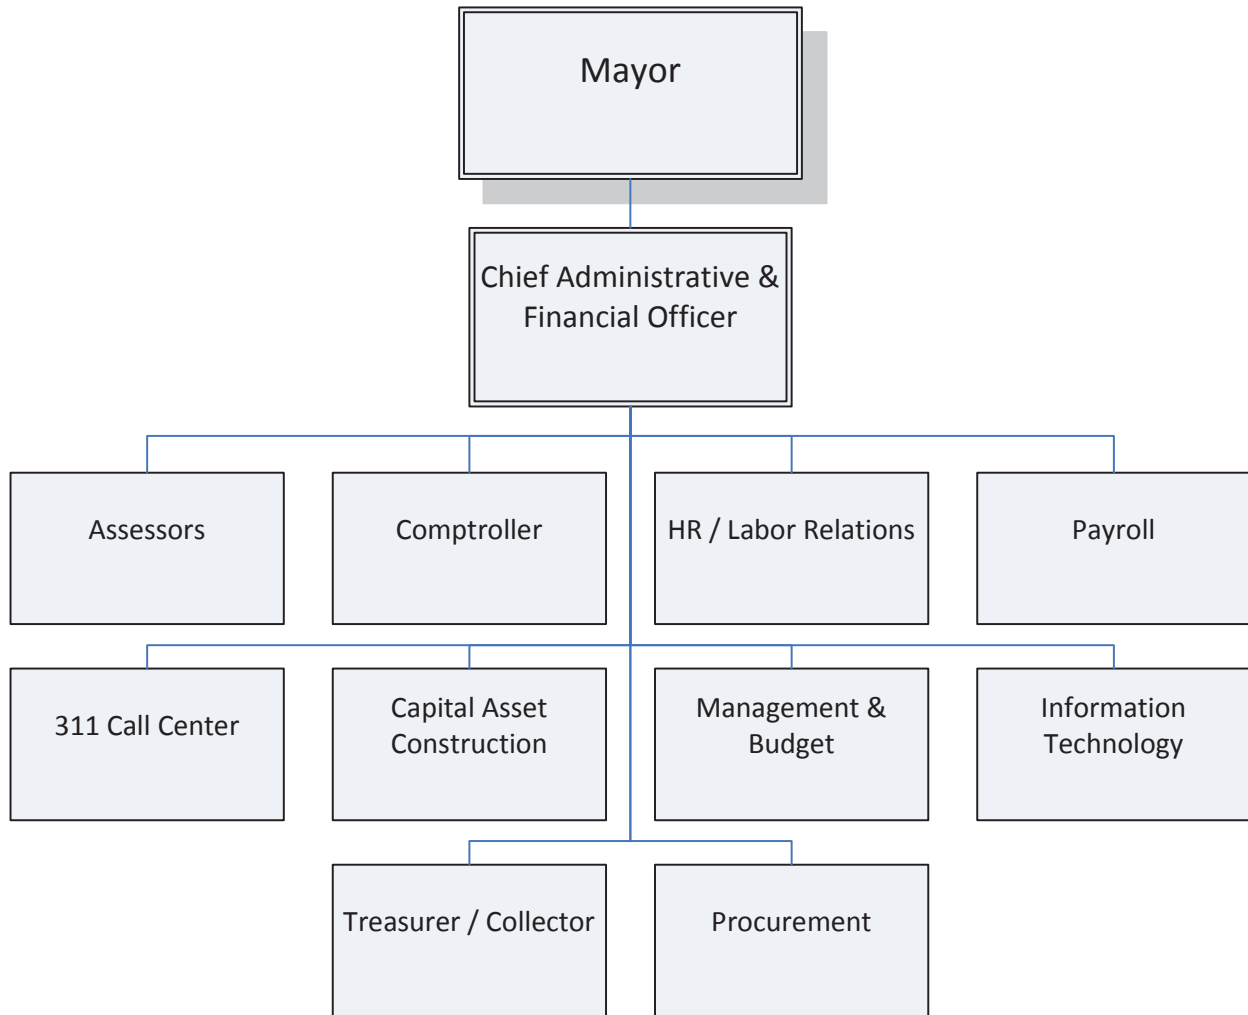 Mayor
Chief Administrative &
Financial Officer
Assessors
Comptroller
HR / Labor Relations
Payroll
311 Call Center
Capital Asset
Construction
Management &
Budget
Information
Technology
Treasurer / Collector
Procurement